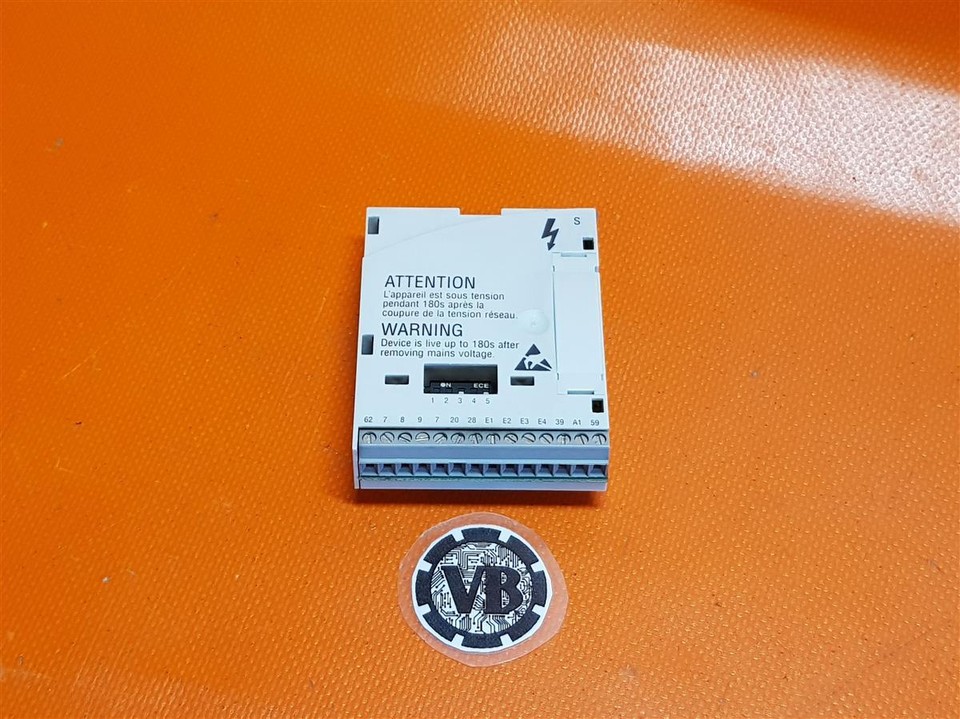 S
ATTENTION
L'appareil est sous tension
pendant 180s après la
coupure de la tension réseau.
WARNING
Device is live up to 180s after
removing mains voltage.
ON ECE
1 2 3 4 5
62 7 8 9 7 20 28 E1 E2 E3 E4 39 A1 59
VB